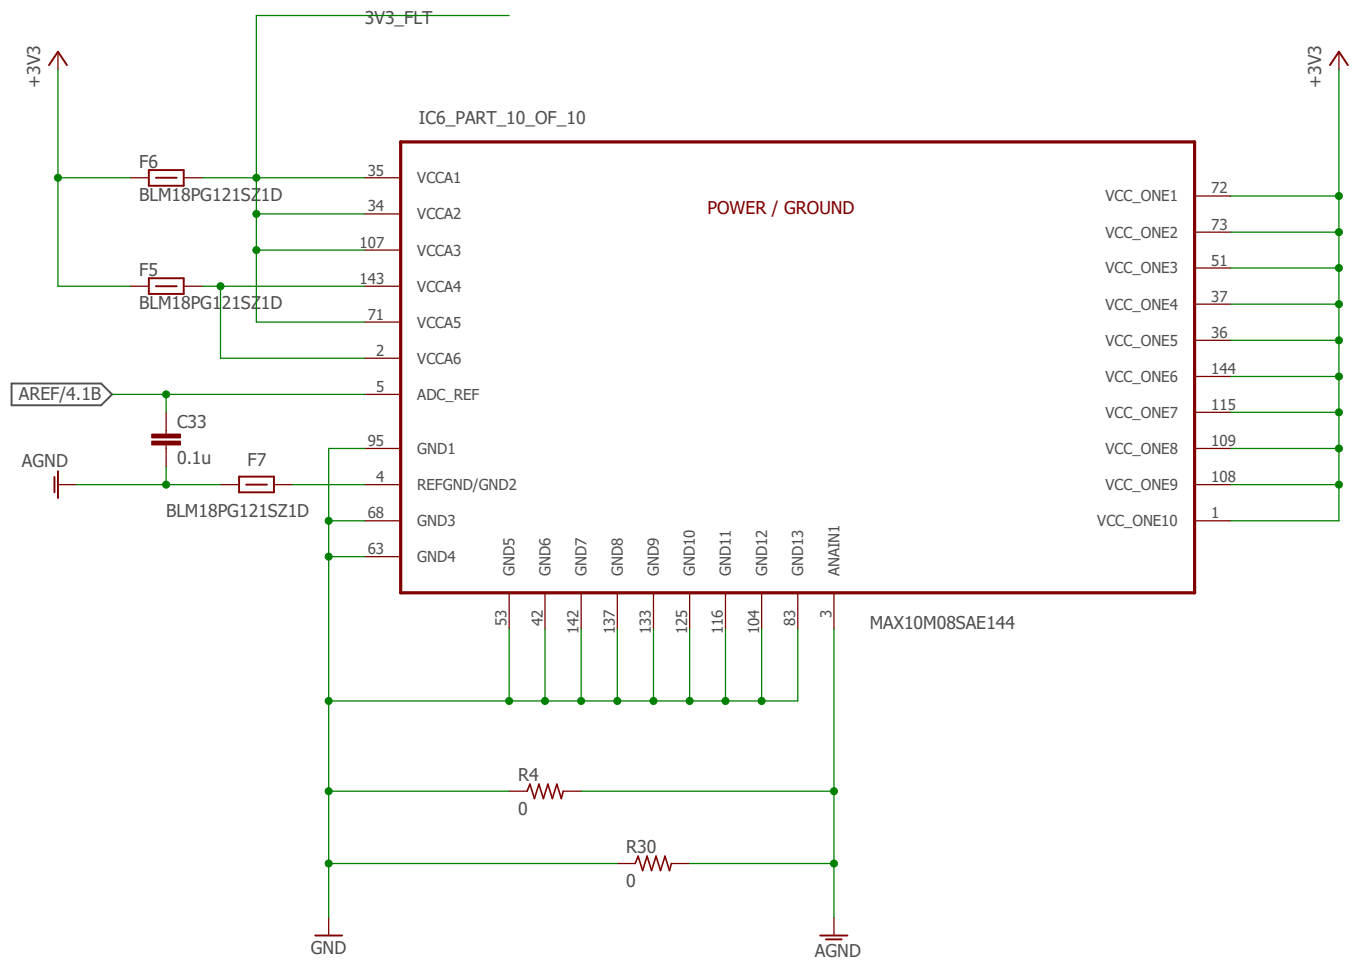 3V3_FLT
+3V3
+3V3
IC6_PART_10_OF_10
POWER / GROUND
F6
BLM18PG121SZ1D
F5
BLM18PG121SZ1D
35 VCCA1
34 VCCA2
107 VCCA3
143 VCCA4
71 VCCA5
2 VCCA6
AREF/4.1B
5 ADC_REF
C33
0.1u
95 GND1
AGND
F7
BLM18PG121SZ1D
4 REFGND/GND2
68 GND3
63 GND4
VCC_ONE1 72
VCC_ONE2 73
VCC_ONE3 51
VCC_ONE4 37
VCC_ONE5 36
VCC_ONE6 144
VCC_ONE7 115
VCC_ONE8 109
VCC_ONE9 108
VCC_ONE10 1
GND5 53
GND6 42
GND7 142
GND8 137
GND9 133
GND10 125
GND11 116
GND12 104
GND13 83
ANAIN1 3
MAX10M08SAE144
R4
0
R30
0
GND
AGND